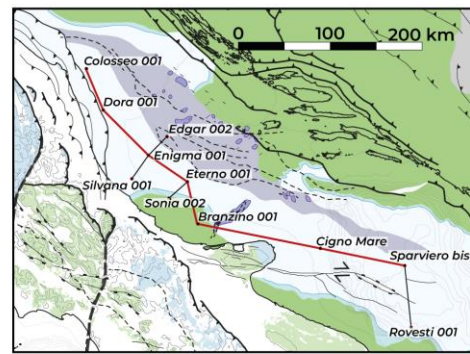 0 100 200 km
Colosseo 001
Dora 001
Edgar 002
Enigma 001
Eterno 001
Silvana 001
Sonia 002
Branzino 001
Cigno Mare
Sparviero bis
Rovesti 001